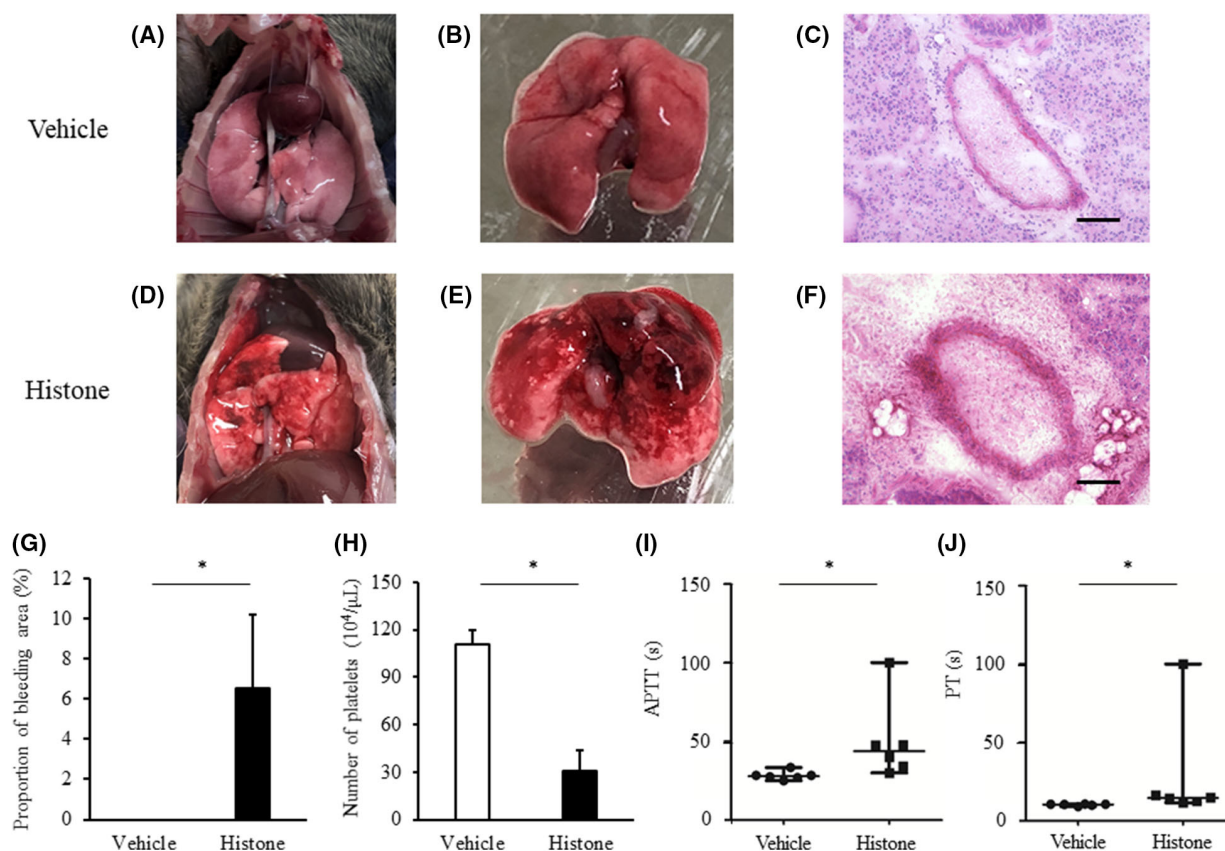 (A)
(B)
(C)
Vehicle
(D)
(E)
(F)
Histone
(G)
(H)
(I)
(J)
*
Proportion of bleeding area (%)
12
10
8
6
4
2
0
Vehicle
Histone
*
Number of platelets (10⁴/μL)
150
120
90
60
30
0
Vehicle
Histone
*
APTT (s)
150
100
50
0
Vehicle
Histone
*
PT (s)
150
100
50
0
Vehicle
Histone